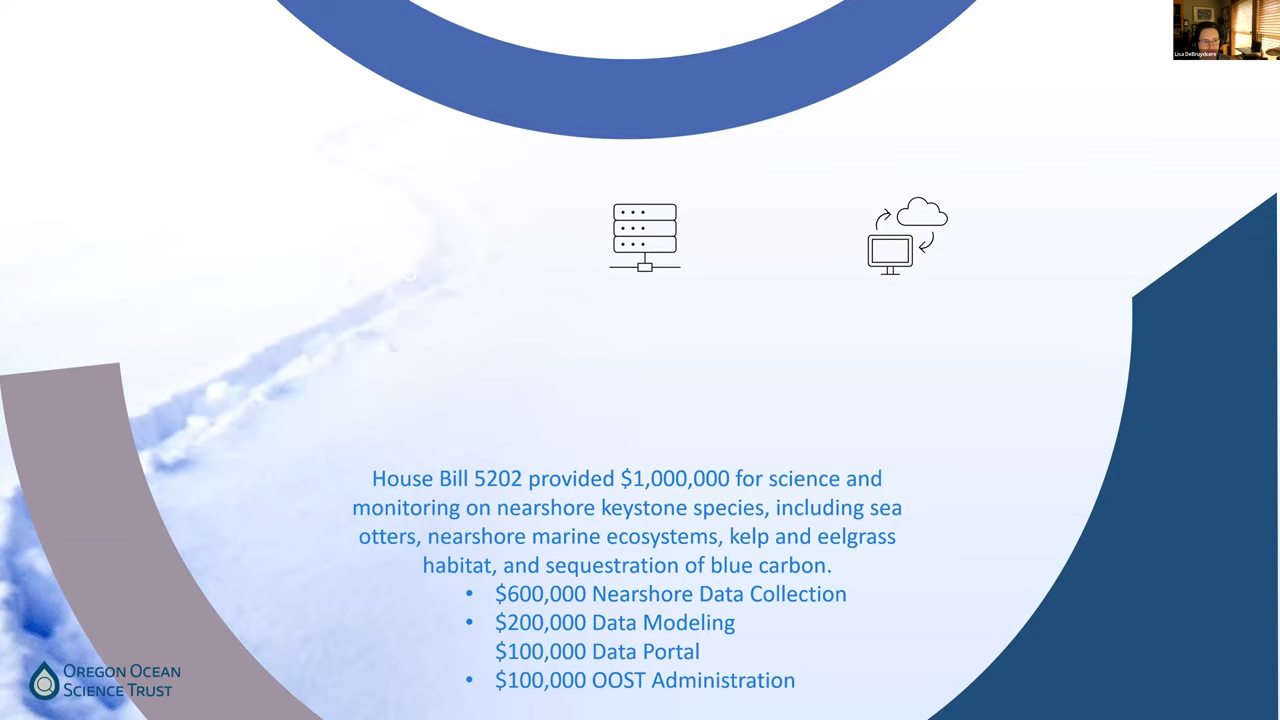 Lisa DeBruyckere
House Bill 5202 provided $1,000,000 for science and
monitoring on nearshore keystone species, including sea
otters, nearshore marine ecosystems, kelp and eelgrass
habitat, and sequestration of blue carbon.
• $600,000 Nearshore Data Collection
• $200,000 Data Modeling
$100,000 Data Portal
• $100,000 OOST Administration
OREGON OCEAN
SCIENCE TRUST